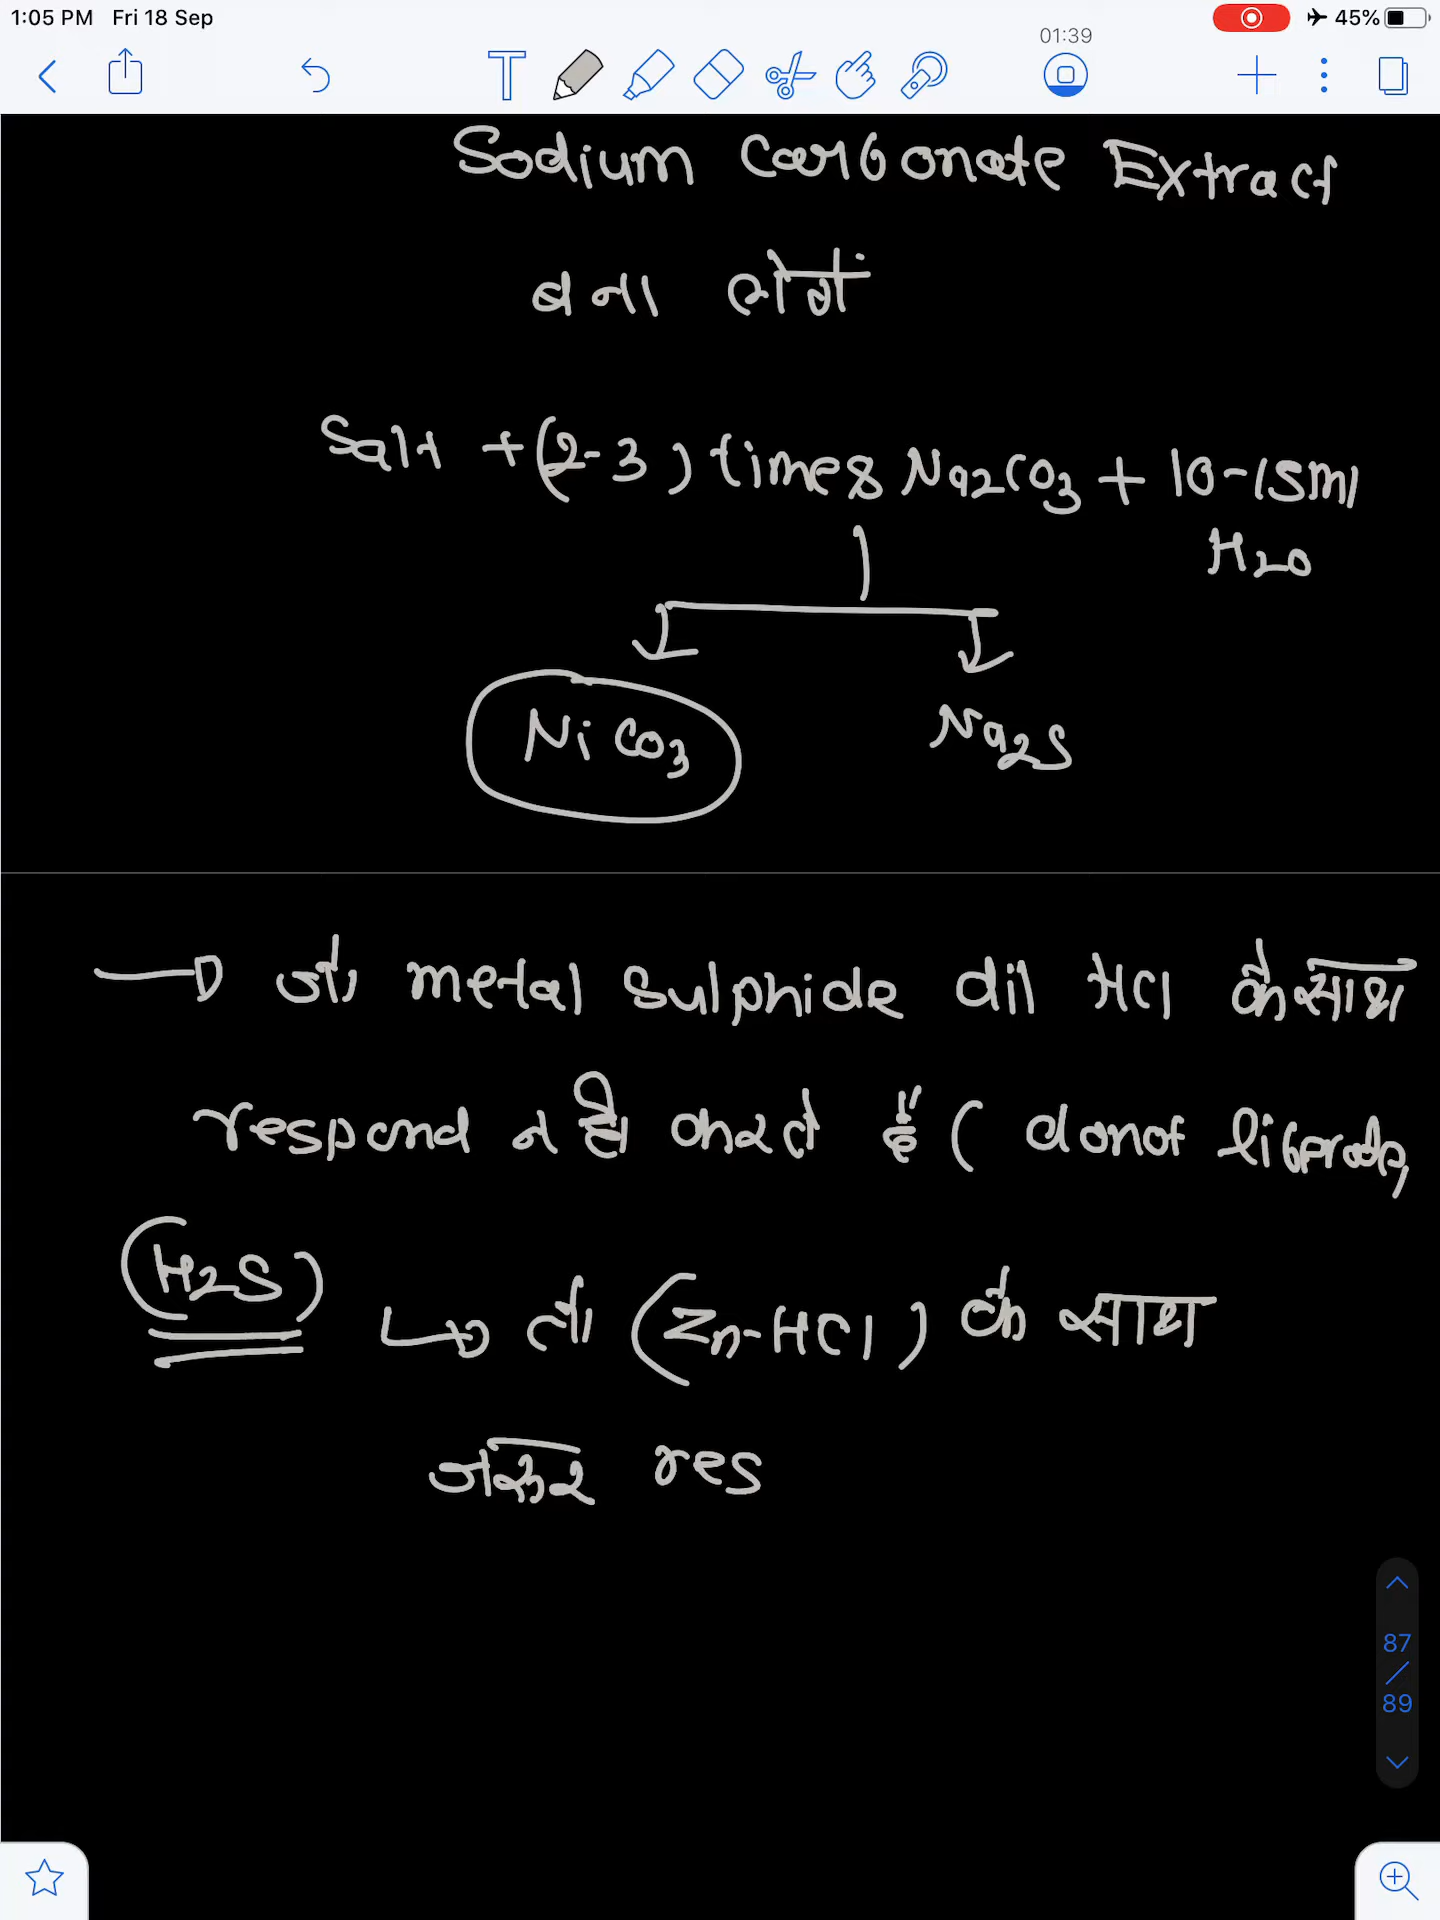 1:05 PM Fri 18 Sep 45%
01:39
T
Sodium Carbonate Extract
बना लेगें
Salt + (2-3) times Na2CO3 + 10-15ml
H2O
NiCO3 Na2S
जो metal sulphide dil HCl के साथ
respond नहीं करते हैं ( donot liberate,
(H2S) तो (Zn-HCl) के साथ
जरूर res
87
/
89